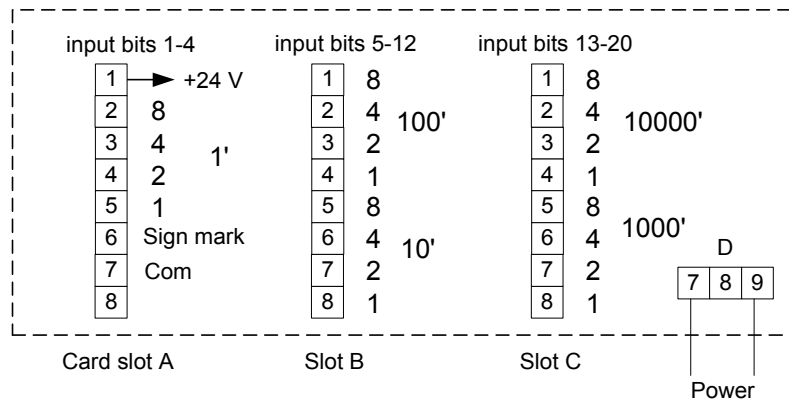 input bits 1-4 input bits 5-12 input bits 13-20
1 +24 V 1 8 1 8
2 8 2 4 100' 2 4 10000'
3 4 3 2 3 2
4 2 1' 4 1 4 1
5 1 5 8 5 8
6 Sign mark 6 4 10' 6 4 1000'
7 Com 7 2 7 2
8 8 1 8 1
D
7 8 9
Card slot A Slot B Slot C
Power